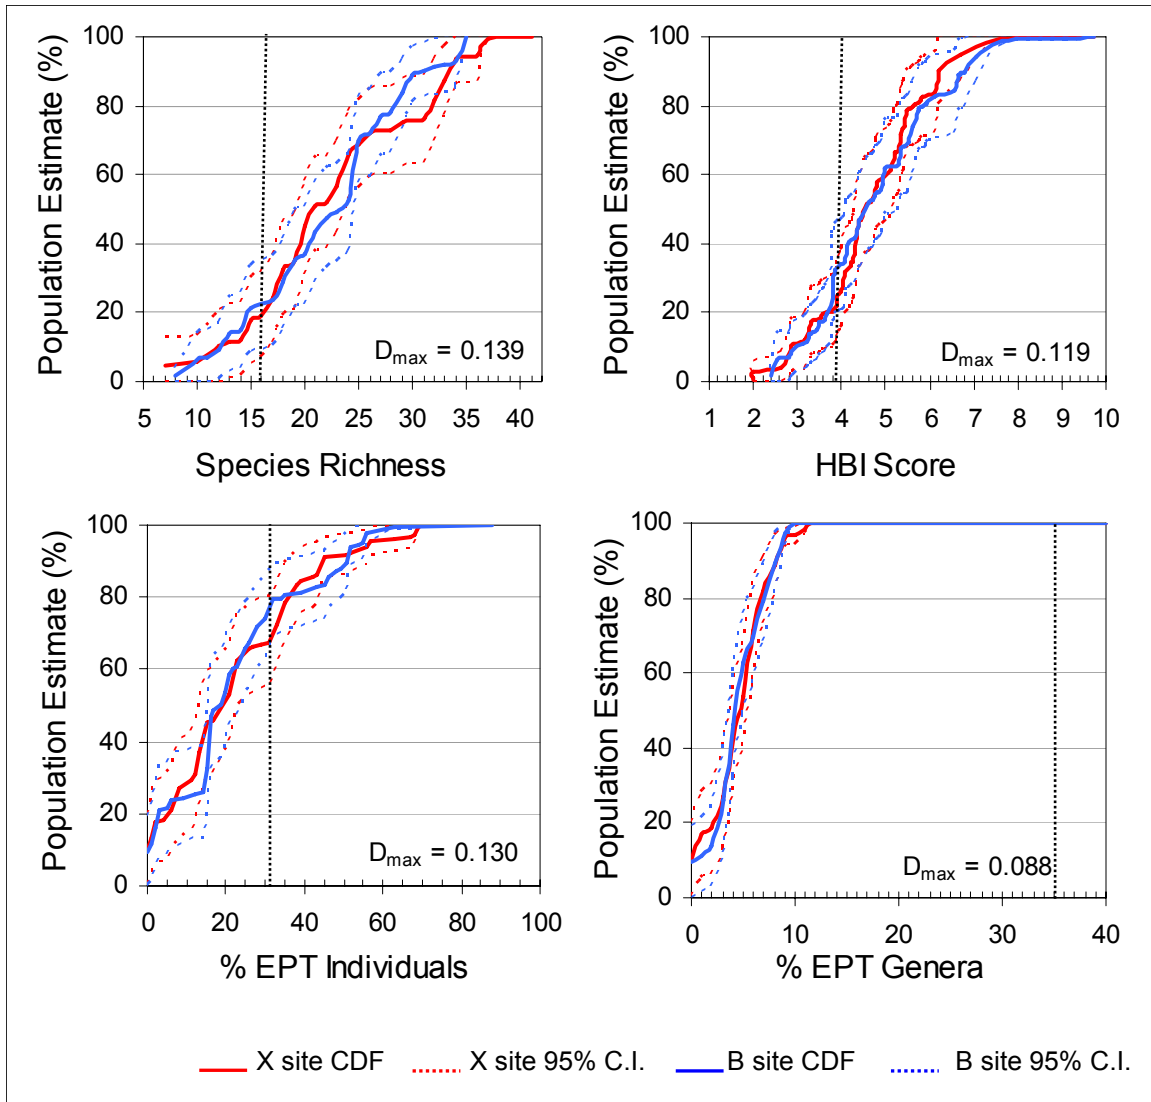 Population Estimate (%)
100
80
60
40
20
0
D_max = 0.139
5 10 15 20 25 30 35 40
Species Richness
Population Estimate (%)
100
80
60
40
20
0
D_max = 0.119
1 2 3 4 5 6 7 8 9 10
HBI Score
Population Estimate (%)
100
80
60
40
20
0
D_max = 0.130
0 20 40 60 80 100
% EPT Individuals
Population Estimate (%)
100
80
60
40
20
0
D_max = 0.088
0 10 20 30 40
% EPT Genera
X site CDF X site 95% C.I. B site CDF B site 95% C.I.